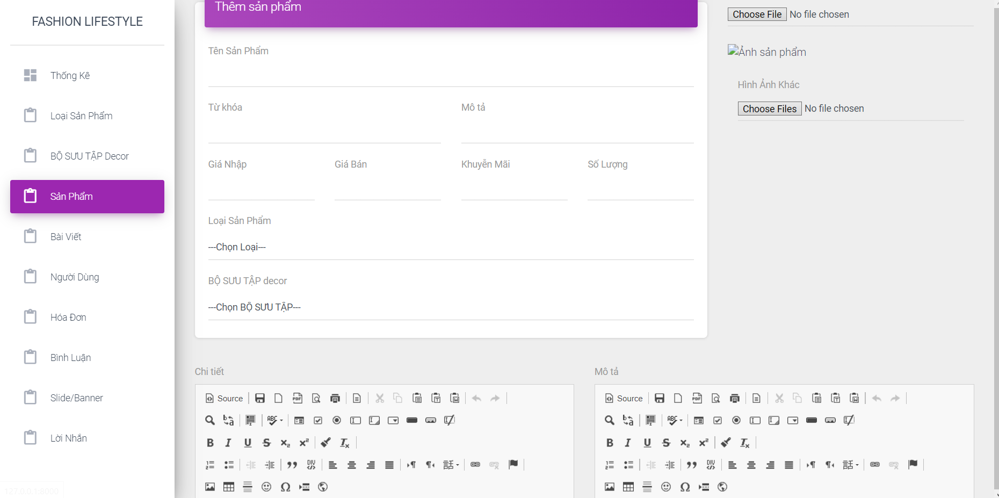 FASHION LIFESTYLE
Thống Kê
Loại Sản Phẩm
BỘ SƯU TẬP Decor
Sản Phẩm
Bài Viết
Người Dùng
Hóa Đơn
Bình Luận
Slide/Banner
Lời Nhắn
127.0.0.1:8000
Thêm sản phẩm
Tên Sản Phẩm
Từ khóa Mô tả
Giá Nhập Giá Bán Khuyễn Mãi Số Lượng
Loại Sản Phẩm
---Chọn Loại---
BỘ SƯU TẬP decor
---Chọn BỘ SƯU TẬP---
Choose File No file chosen
Ảnh sản phẩm
Hình Ảnh Khác
Choose Files No file chosen
Chi tiết
Source
Mô tả
Source